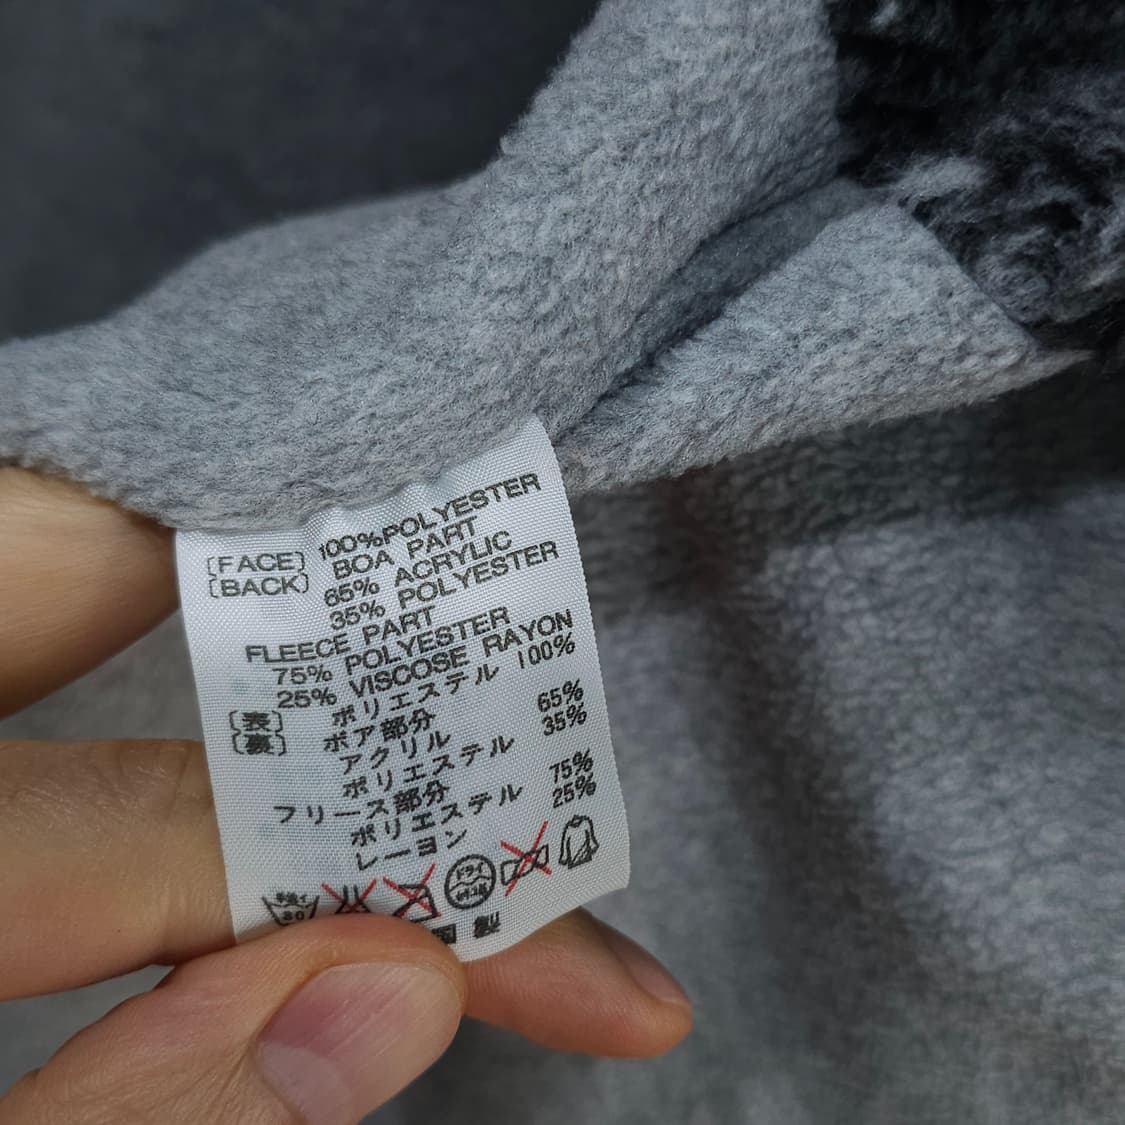 [FACE] 100%POLYESTER
[BACK] BOA PART
65% ACRYLIC
35% POLYESTER
FLEECE PART
75% POLYESTER
25% VISCOSE RAYON
[表] ポリエステル 100%
[裏] ボア部分
アクリル 65%
ポリエステル 35%
フリース部分
ポリエステル 75%
レーヨン 25%
手洗イ 30 ドライ